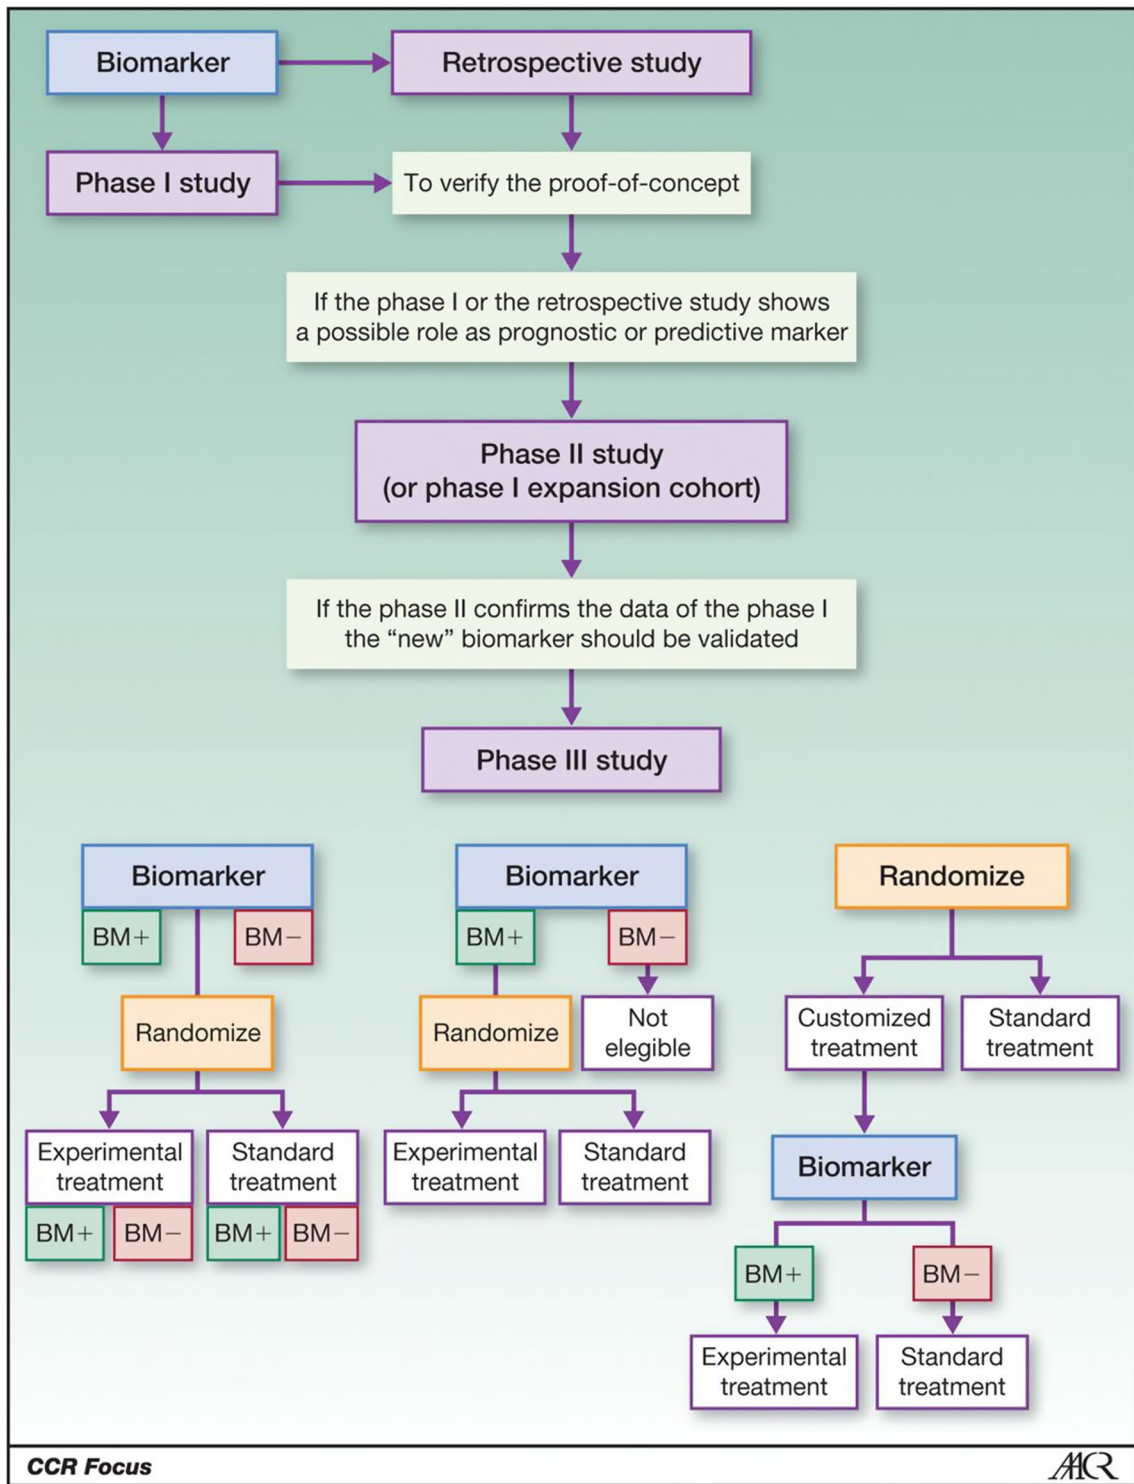 Biomarker
Retrospective study
Phase I study
To verify the proof-of-concept
If the phase I or the retrospective study shows
a possible role as prognostic or predictive marker
Phase II study
(or phase I expansion cohort)
If the phase II confirms the data of the phase I
the “new” biomarker should be validated
Phase III study
Biomarker
BM+
BM−
Randomize
Experimental
treatment
BM+
BM−
Standard
treatment
BM+
BM−
Biomarker
BM+
BM−
Randomize
Not
elegible
Experimental
treatment
Standard
treatment
Randomize
Customized
treatment
Standard
treatment
Biomarker
BM+
BM−
Experimental
treatment
Standard
treatment
CCR Focus
AACR